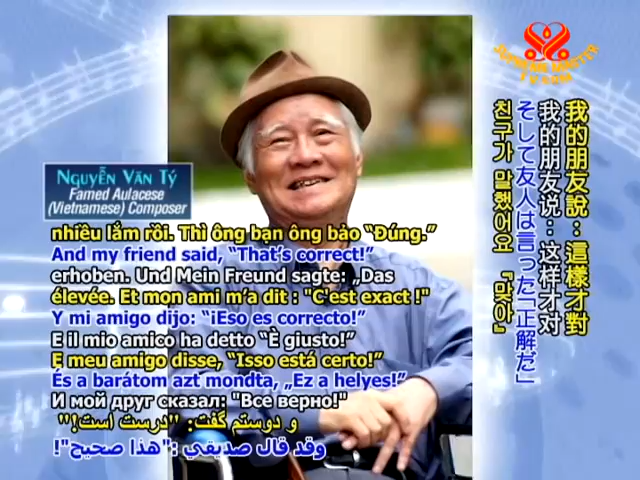 SUPREME MASTER
TV.COM
NGUYỄN VĂN TÝ
Famed Aulacese
(Vietnamese) Composer
nhiều lắm rồi. Thì ông bạn ông bảo “Đúng.”
And my friend said, “That’s correct!”
erhoben. Und Mein Freund sagte: „Das
élevée. Et mon ami m’a dit : "C'est exact !"
Y mi amigo dijo: “¡Eso es correcto!”
E il mio amico ha detto “È giusto!”
E meu amigo disse, “Isso está certo!”
És a barátom azt mondta, „Ez a helyes!”
И мой друг сказал: "Все верно!"
و دوستم گفت: "درست است!"
وقد قال صديقي :"هذا صحيح"!
我的朋友說：這樣才對
我的朋友说：这样才对
そして友人は言った「正解だ」
친구가 말했어요 『맞아』